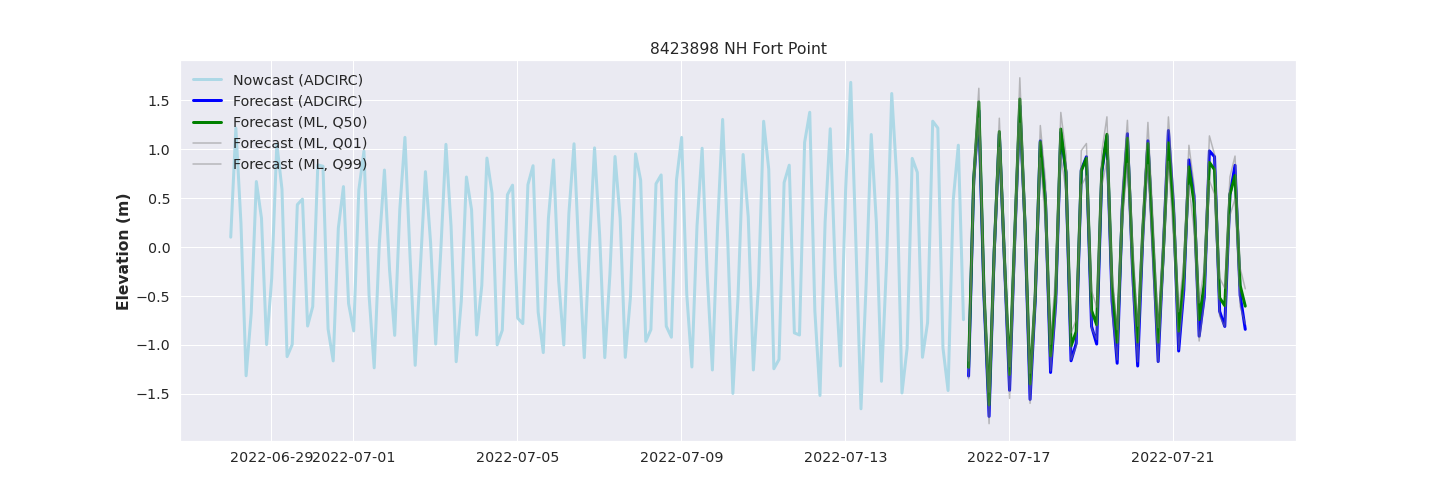 8423898 NH Fort Point
Nowcast (ADCIRC)
Forecast (ADCIRC)
Forecast (ML, Q50)
Forecast (ML, Q01)
Forecast (ML, Q99)
Elevation (m)
1.5
1.0
0.5
0.0
−0.5
−1.0
−1.5
2022-06-29 2022-07-01 2022-07-05 2022-07-09 2022-07-13 2022-07-17 2022-07-21